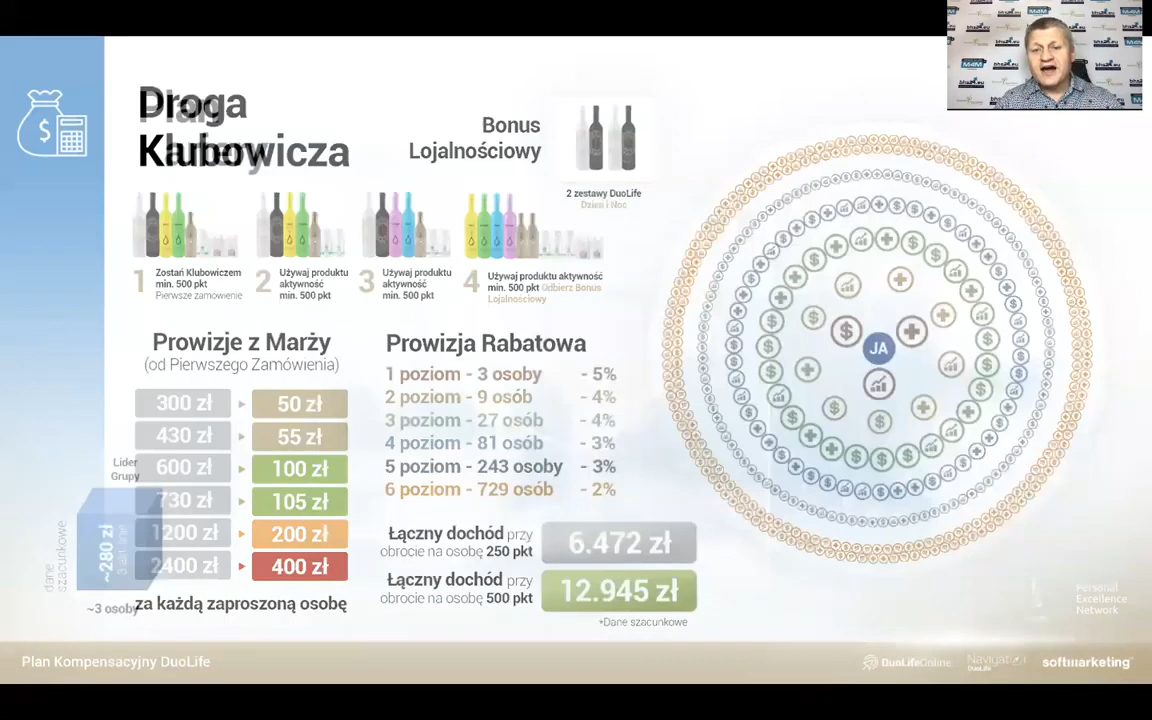 Droga
Klubowicza
Bonus
Lojalnościowy
2 zestawy DuoLife
Dzień i Noc
1 Zostań Klubowiczem
min. 500 pkt
Pierwsze zamówienie
2 Używaj produktu
aktywność
min. 500 pkt
3 Używaj produktu
aktywność
min. 500 pkt
4 Używaj produktu aktywność
min. 500 pkt Odbierz Bonus
Lojalnościowy
Prowizje z Marży
(od Pierwszego Zamówienia)
300 zł 50 zł
430 zł 55 zł
600 zł 100 zł
730 zł 105 zł
1200 zł 200 zł
2400 zł 400 zł
za każdą zaproszoną osobę
Lider
Grupy
dane
szacunkowe
~280 zł
~3 osoby
Prowizja Rabatowa
1 poziom - 3 osoby - 5%
2 poziom - 9 osób - 4%
3 poziom - 27 osób - 4%
4 poziom - 81 osób - 3%
5 poziom - 243 osoby - 3%
6 poziom - 729 osób - 2%
Łączny dochód przy
obrocie na osobę 250 pkt
6.472 zł
Łączny dochód przy
obrocie na osobę 500 pkt
12.945 zł
*Dane szacunkowe
JA
Personal
Excellence
Network
Plan Kompensacyjny DuoLife
DuoLifeOnline
Navigator
DuoLife
softmarketing
M4M
bhs24.eu